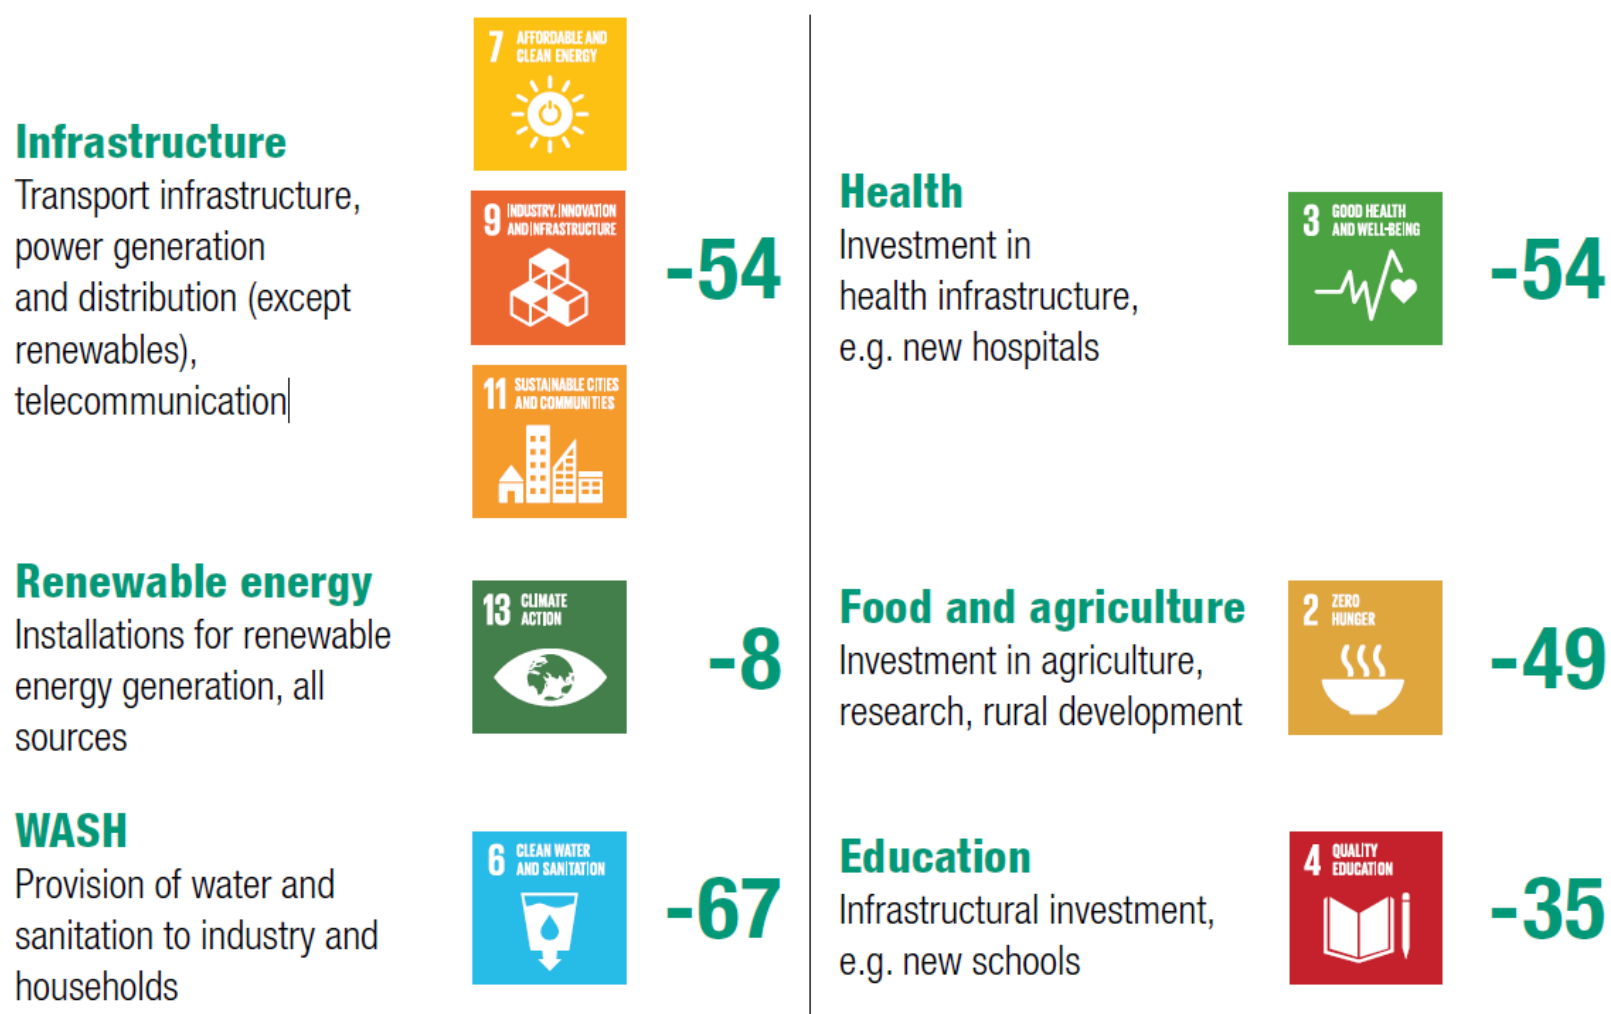 Infrastructure
Transport infrastructure,
power generation
and distribution (except
renewables),
telecommunication
7 AFFORDABLE AND
CLEAN ENERGY
9 INDUSTRY, INNOVATION
AND INFRASTRUCTURE
11 SUSTAINABLE CITIES
AND COMMUNITIES
-54
Renewable energy
Installations for renewable
energy generation, all
sources
13 CLIMATE
ACTION
-8
WASH
Provision of water and
sanitation to industry and
households
6 CLEAN WATER
AND SANITATION
-67
Health
Investment in
health infrastructure,
e.g. new hospitals
3 GOOD HEALTH
AND WELL-BEING
-54
Food and agriculture
Investment in agriculture,
research, rural development
2 ZERO
HUNGER
-49
Education
Infrastructural investment,
e.g. new schools
4 QUALITY
EDUCATION
-35